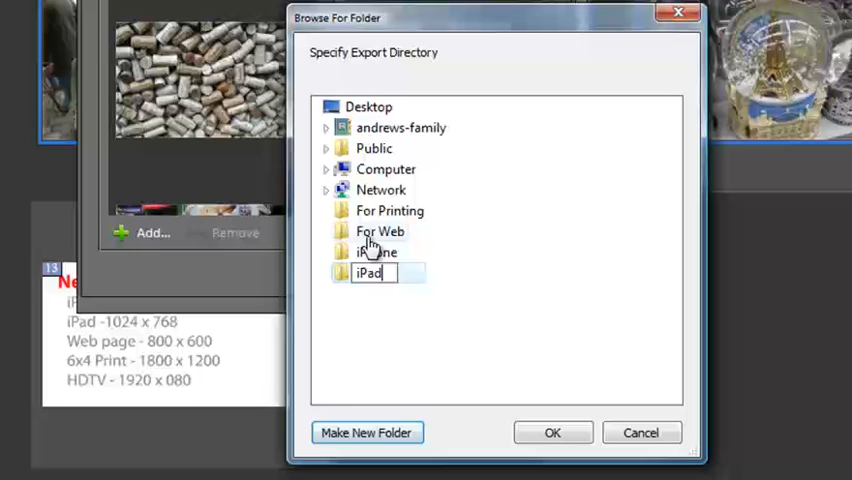 Browse For Folder
Specify Export Directory
Desktop
andrews-family
Public
Computer
Network
For Printing
For Web
iPhone
iPad
Make New Folder
OK
Cancel
Add...
Remove
13
iPad -1024 x 768
Web page - 800 x 600
6x4 Print - 1800 x 1200
HDTV - 1920 x 080